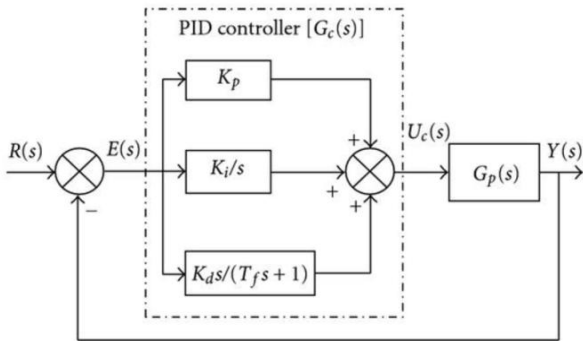 PID controller [G_c(s)]
K_p
+
R(s)
E(s)
K_i/s
+
U_c(s)
G_p(s)
Y(s)
−
+
K_d s/(T_f s + 1)